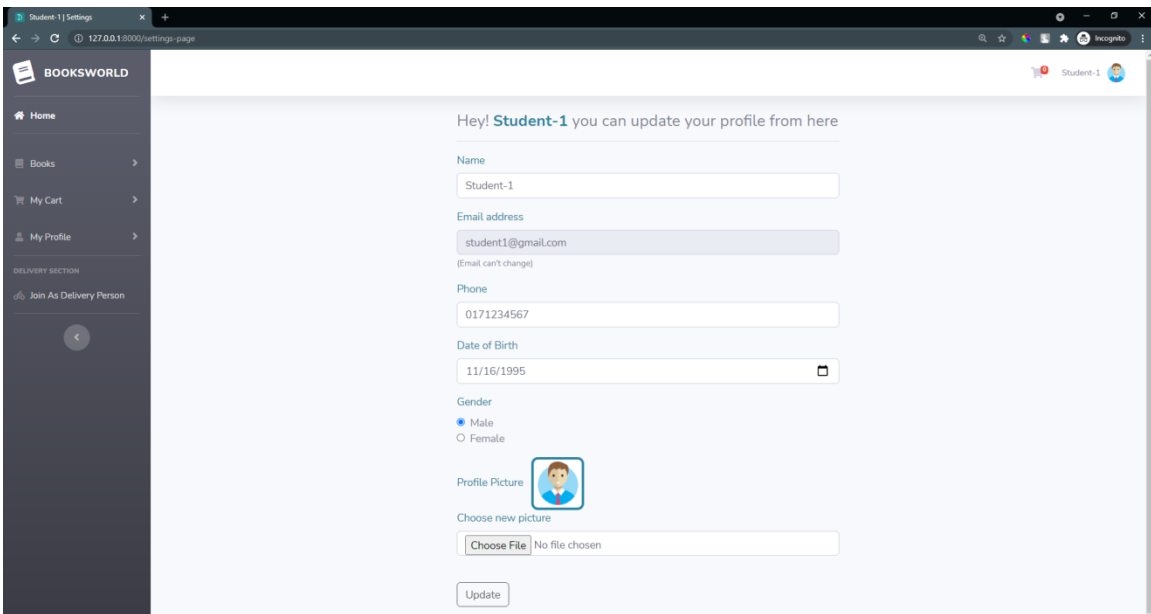 Student-1 | Settings
127.0.0.1:8000/settings-page
Incognito
BOOKSWORLD
0
Student-1
Home
Books
My Cart
My Profile
DELIVERY SECTION
Join As Delivery Person
Hey! Student-1 you can update your profile from here
Name
Student-1
Email address
student1@gmail.com
(Email can't change)
Phone
0171234567
Date of Birth
11/16/1995
Gender
Male
Female
Profile Picture
Choose new picture
Choose File No file chosen
Update